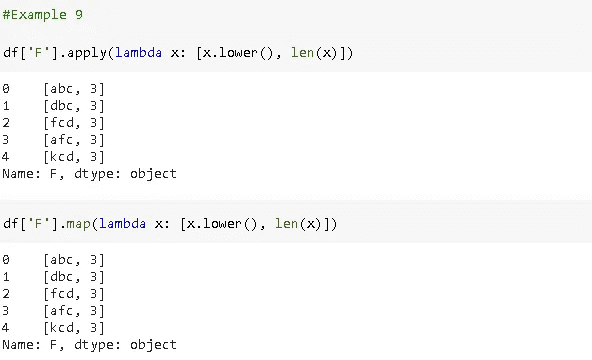 #Example 9
df['F'].apply(lambda x: [x.lower(), len(x)])
0    [abc, 3]
1    [dbc, 3]
2    [fcd, 3]
3    [afc, 3]
4    [kcd, 3]
Name: F, dtype: object
df['F'].map(lambda x: [x.lower(), len(x)])
0    [abc, 3]
1    [dbc, 3]
2    [fcd, 3]
3    [afc, 3]
4    [kcd, 3]
Name: F, dtype: object